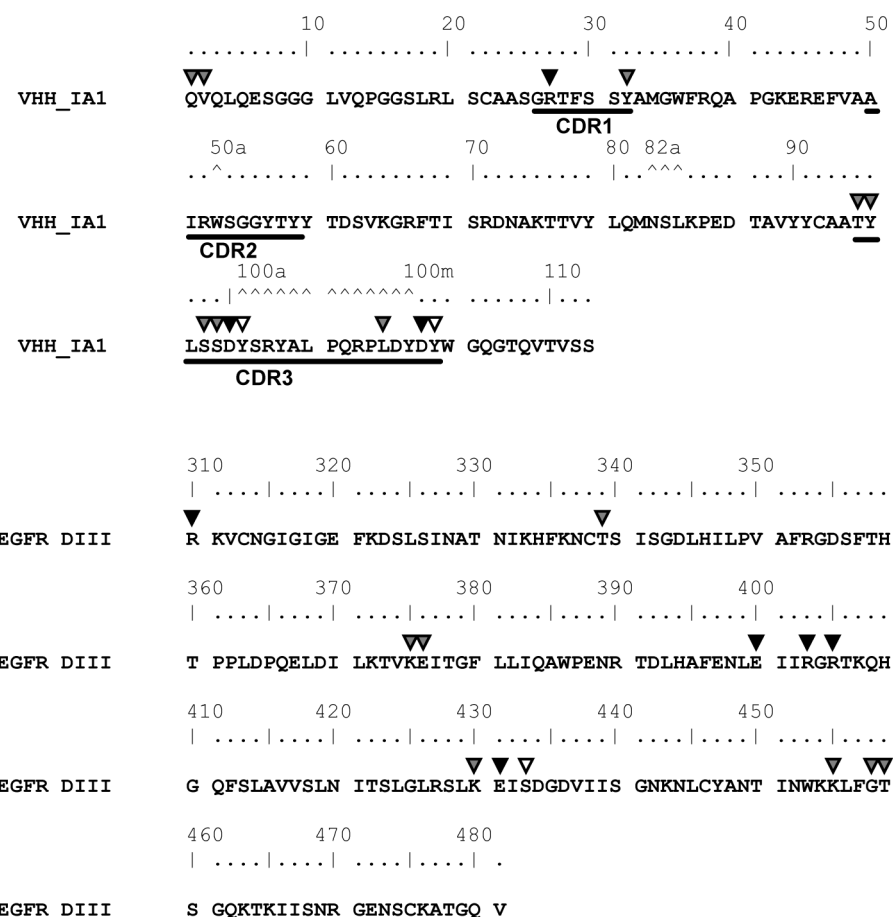 10 20 30 40 50
......... | ......... | ......... | ......... | ......... |
VHH_IA1 QVQLQESGGG LVQPGGSLRL SCAASGRTFS SYAMGWFRQA PGKEREFVAA
CDR1
50a 60 70 80 82a 90
..^...... | ......... | ......... | ..^^^.... ...|......
VHH_IA1 IRWSGGYTYY TDSVKGRFTI SRDNAKTTVY LQMNSLKPED TAVYYCAATY
CDR2
100a 100m 110
...|^^^^^^ ^^^^^^^... ......|...
VHH_IA1 LSSDYSRYAL PQRPLDYDYW GQGTQVTVSS
CDR3
310 320 330 340 350
| ....|.... | ....|.... | ....|.... | ....|.... | ....|....
EGFR DIII R KVCNGIGIGE FKDSLSINAT NIKHFKNCTS ISGDLHILPV AFRGDSFTH
360 370 380 390 400
| ....|.... | ....|.... | ....|.... | ....|.... | ....|....
EGFR DIII T PPLDPQELDI LKTVKEITGF LLIQAWPENR TDLHAFENLE IIRGRTKQH
410 420 430 440 450
| ....|.... | ....|.... | ....|.... | ....|.... | ....|....
EGFR DIII G QFSLAVVSLN ITSLGLRSLK EISDGDVIIS GNKNLCYANT INWKKLFGT
460 470 480
| ....|.... | ....|.... | .
EGFR DIII S GQKTKIISNR GENSCKATGQ V